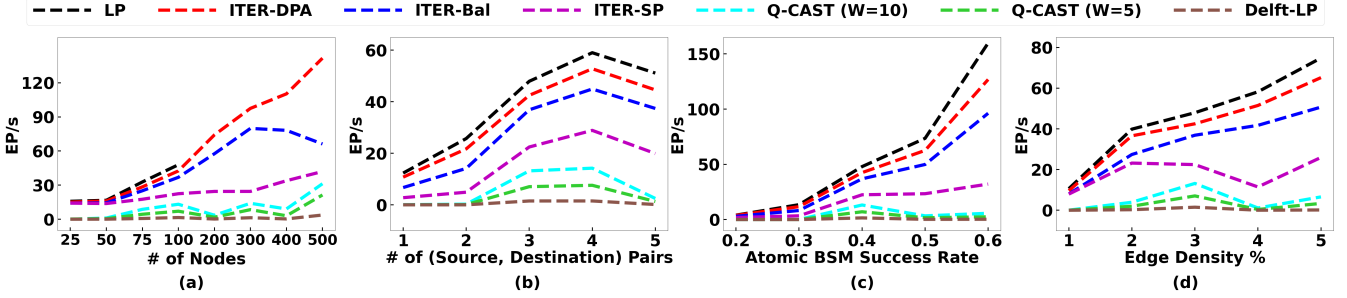 LP ITER-DPA ITER-Bal ITER-SP Q-CAST (W=10) Q-CAST (W=5) Delft-LP
EP/s
120
90
60
30
0
25 50 75 100 200 300 400 500
# of Nodes
(a)
EP/s
60
40
20
0
1 2 3 4 5
# of (Source, Destination) Pairs
(b)
EP/s
150
100
50
0
0.2 0.3 0.4 0.5 0.6
Atomic BSM Success Rate
(c)
EP/s
80
60
40
20
0
1 2 3 4 5
Edge Density %
(d)